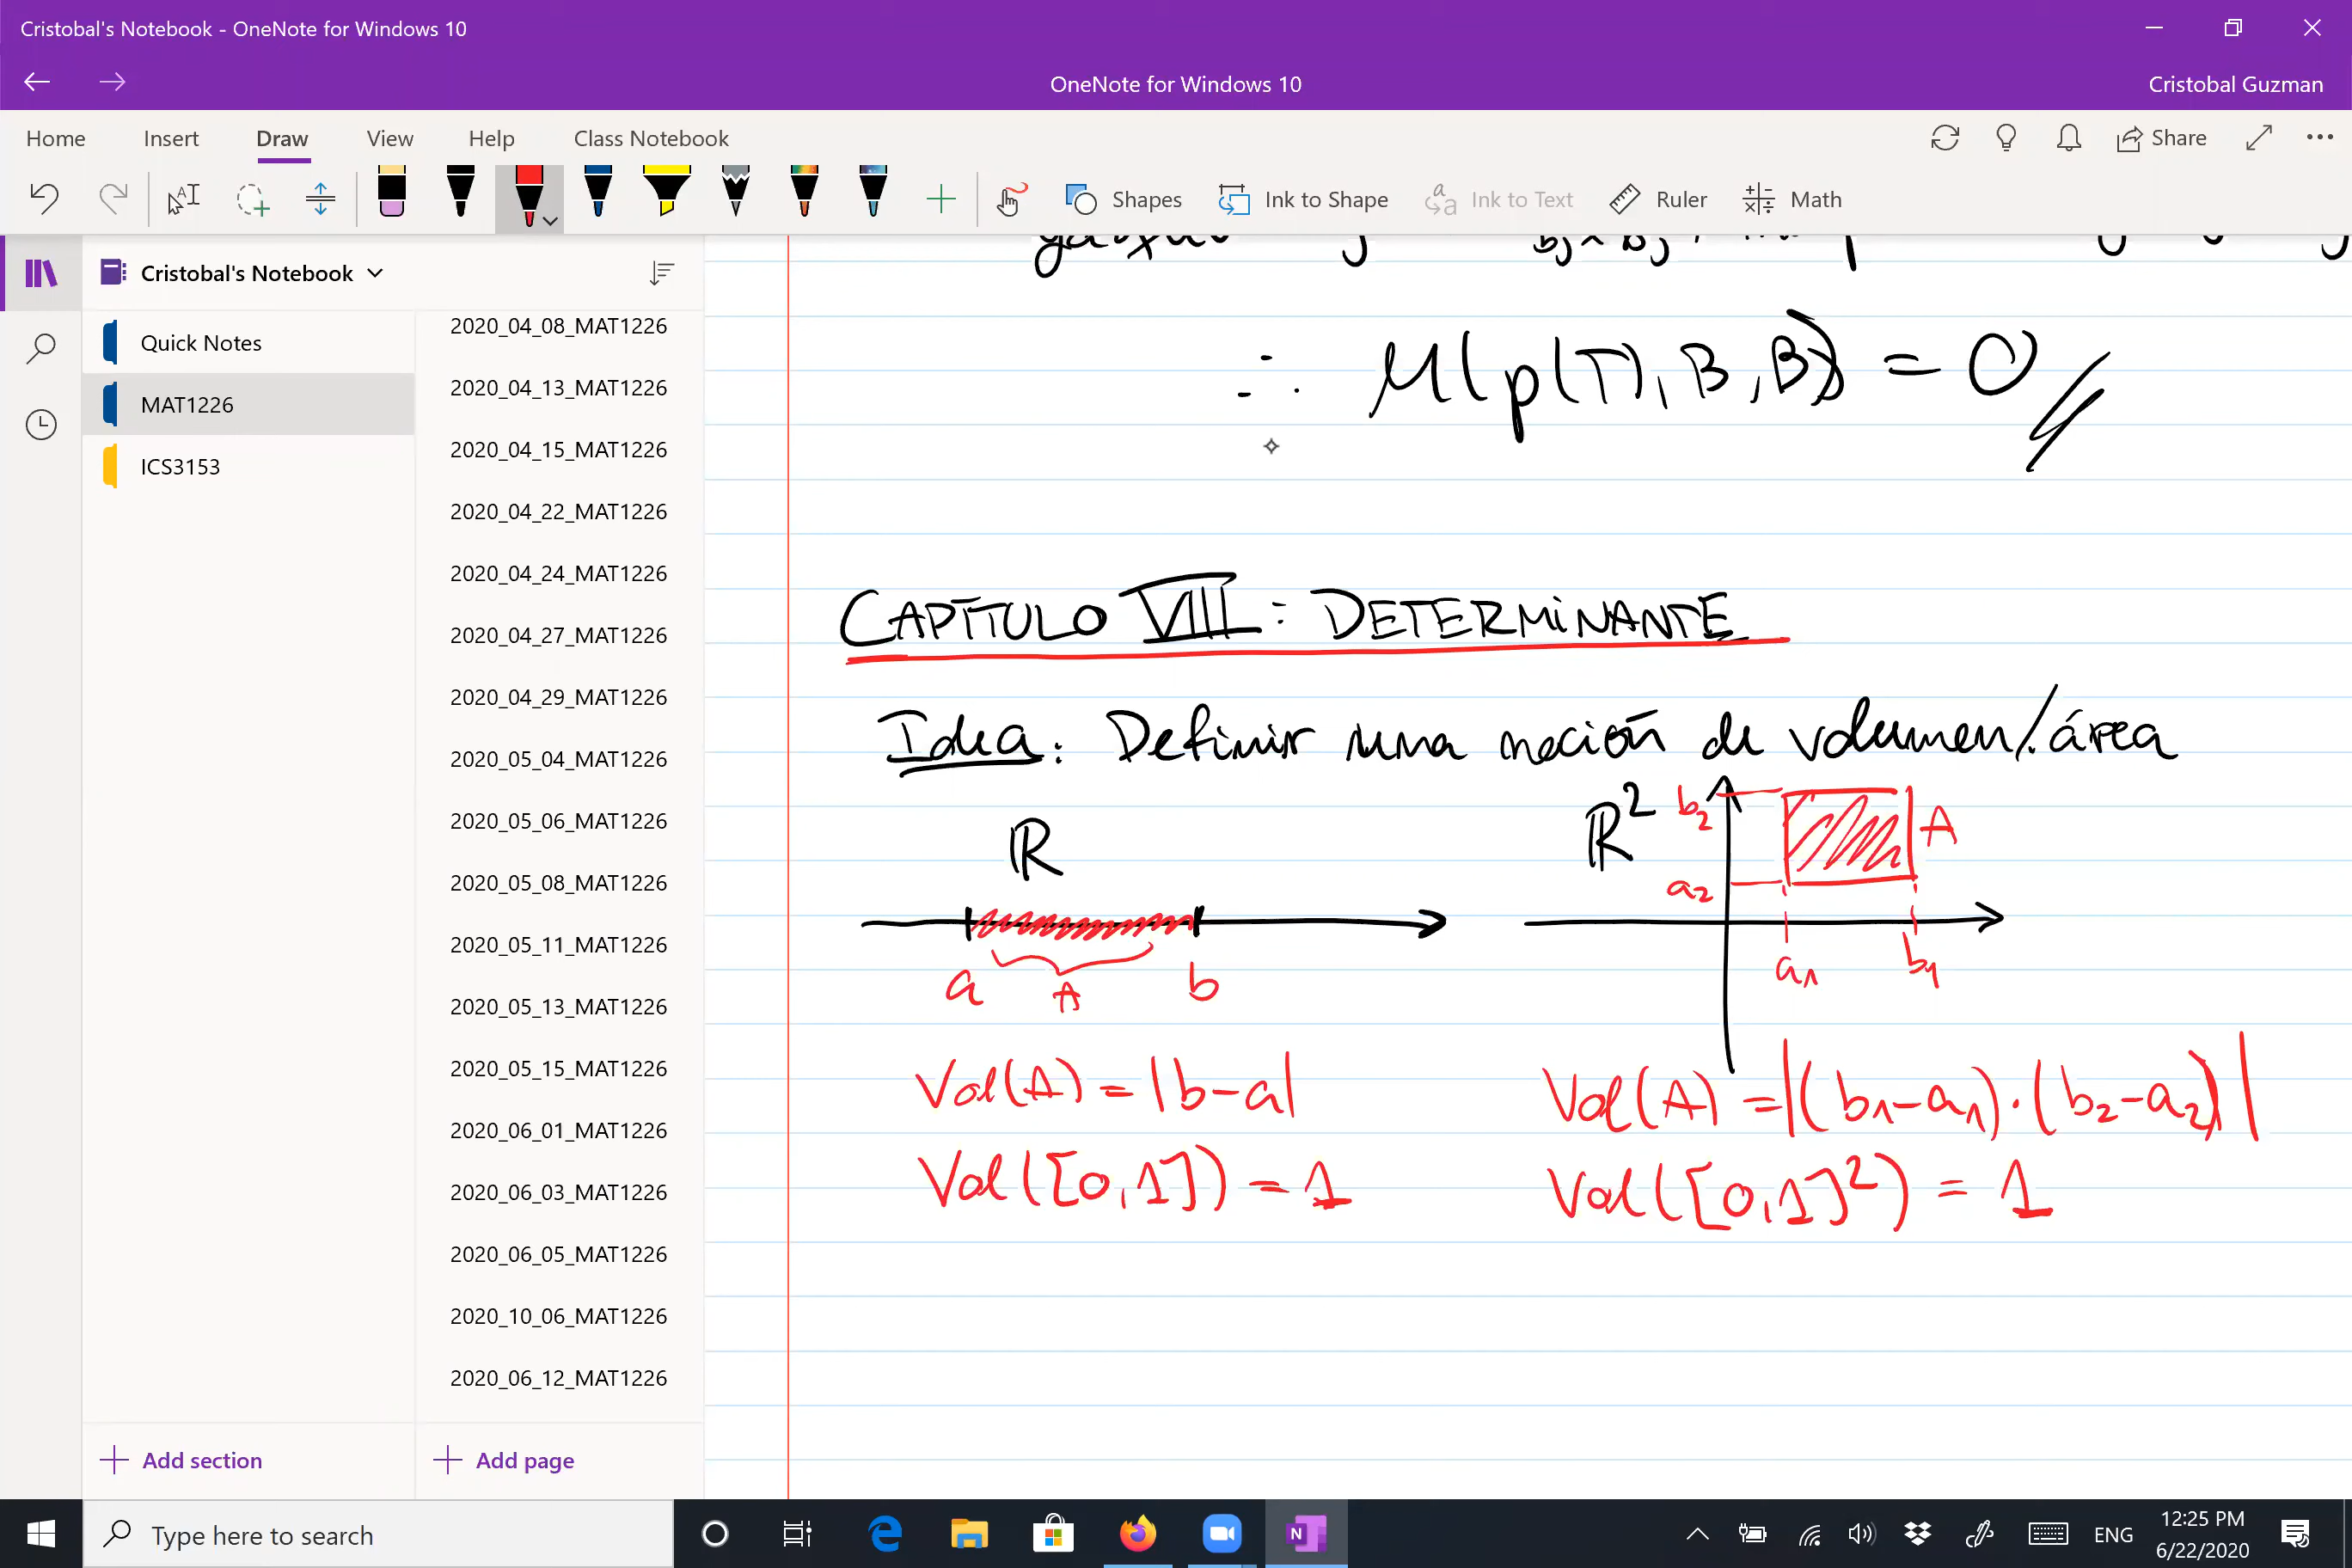 Cristobal's Notebook - OneNote for Windows 10
OneNote for Windows 10
Cristobal Guzman
Home Insert Draw View Help Class Notebook
Share
Shapes Ink to Shape Ink to Text Ruler Math
Cristobal's Notebook
Quick Notes
MAT1226
ICS3153
2020_04_08_MAT1226
2020_04_13_MAT1226
2020_04_15_MAT1226
2020_04_22_MAT1226
2020_04_24_MAT1226
2020_04_27_MAT1226
2020_04_29_MAT1226
2020_05_04_MAT1226
2020_05_06_MAT1226
2020_05_08_MAT1226
2020_05_11_MAT1226
2020_05_13_MAT1226
2020_05_15_MAT1226
2020_06_01_MAT1226
2020_06_03_MAT1226
2020_06_05_MAT1226
2020_10_06_MAT1226
2020_06_12_MAT1226
Add section
Add page
∴ M(p(T), B, B) = 0 //
CAPÍTULO VIII: DETERMINANTE
Idea: Definir una noción de volumen/área
ℝ
a A b
Vol(A) = |b-a|
Vol([0,1]) = 1
ℝ²
b₂
A
a₂
a₁ b₁
Vol(A) = |(b₁-a₁)·(b₂-a₂)|
Vol([0,1]²) = 1
Type here to search
ENG
12:25 PM
6/22/2020